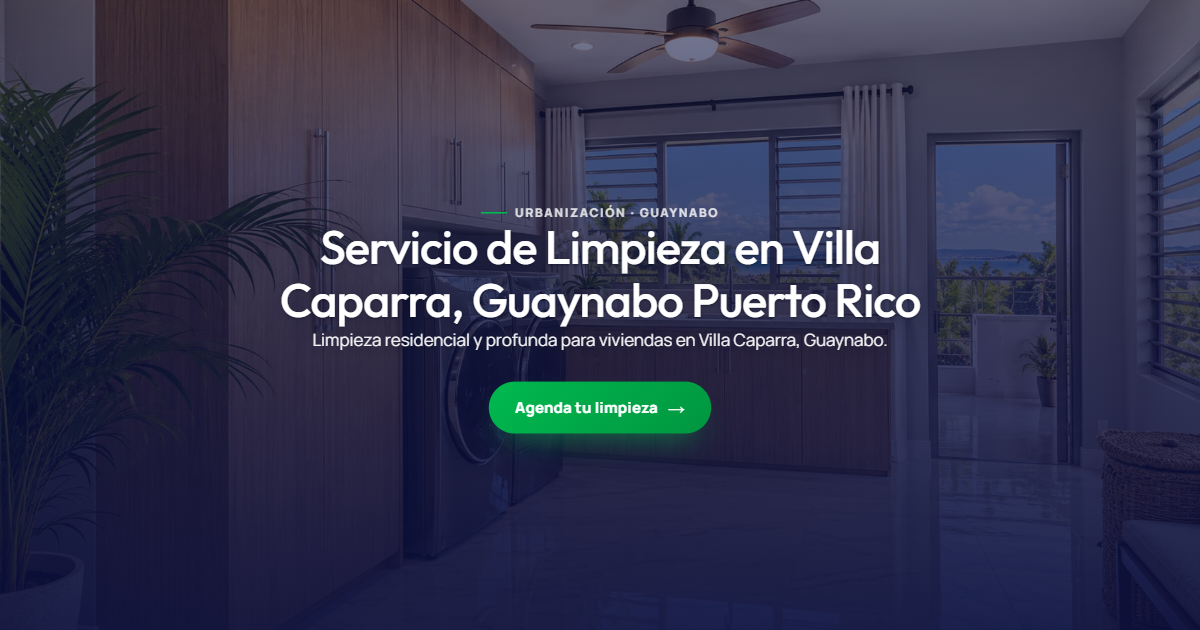 URBANIZACIÓN · GUAYNABO
Servicio de Limpieza en Villa
Caparra, Guaynabo Puerto Rico
Limpieza residencial y profunda para viviendas en Villa Caparra, Guaynabo.
Agenda tu limpieza →